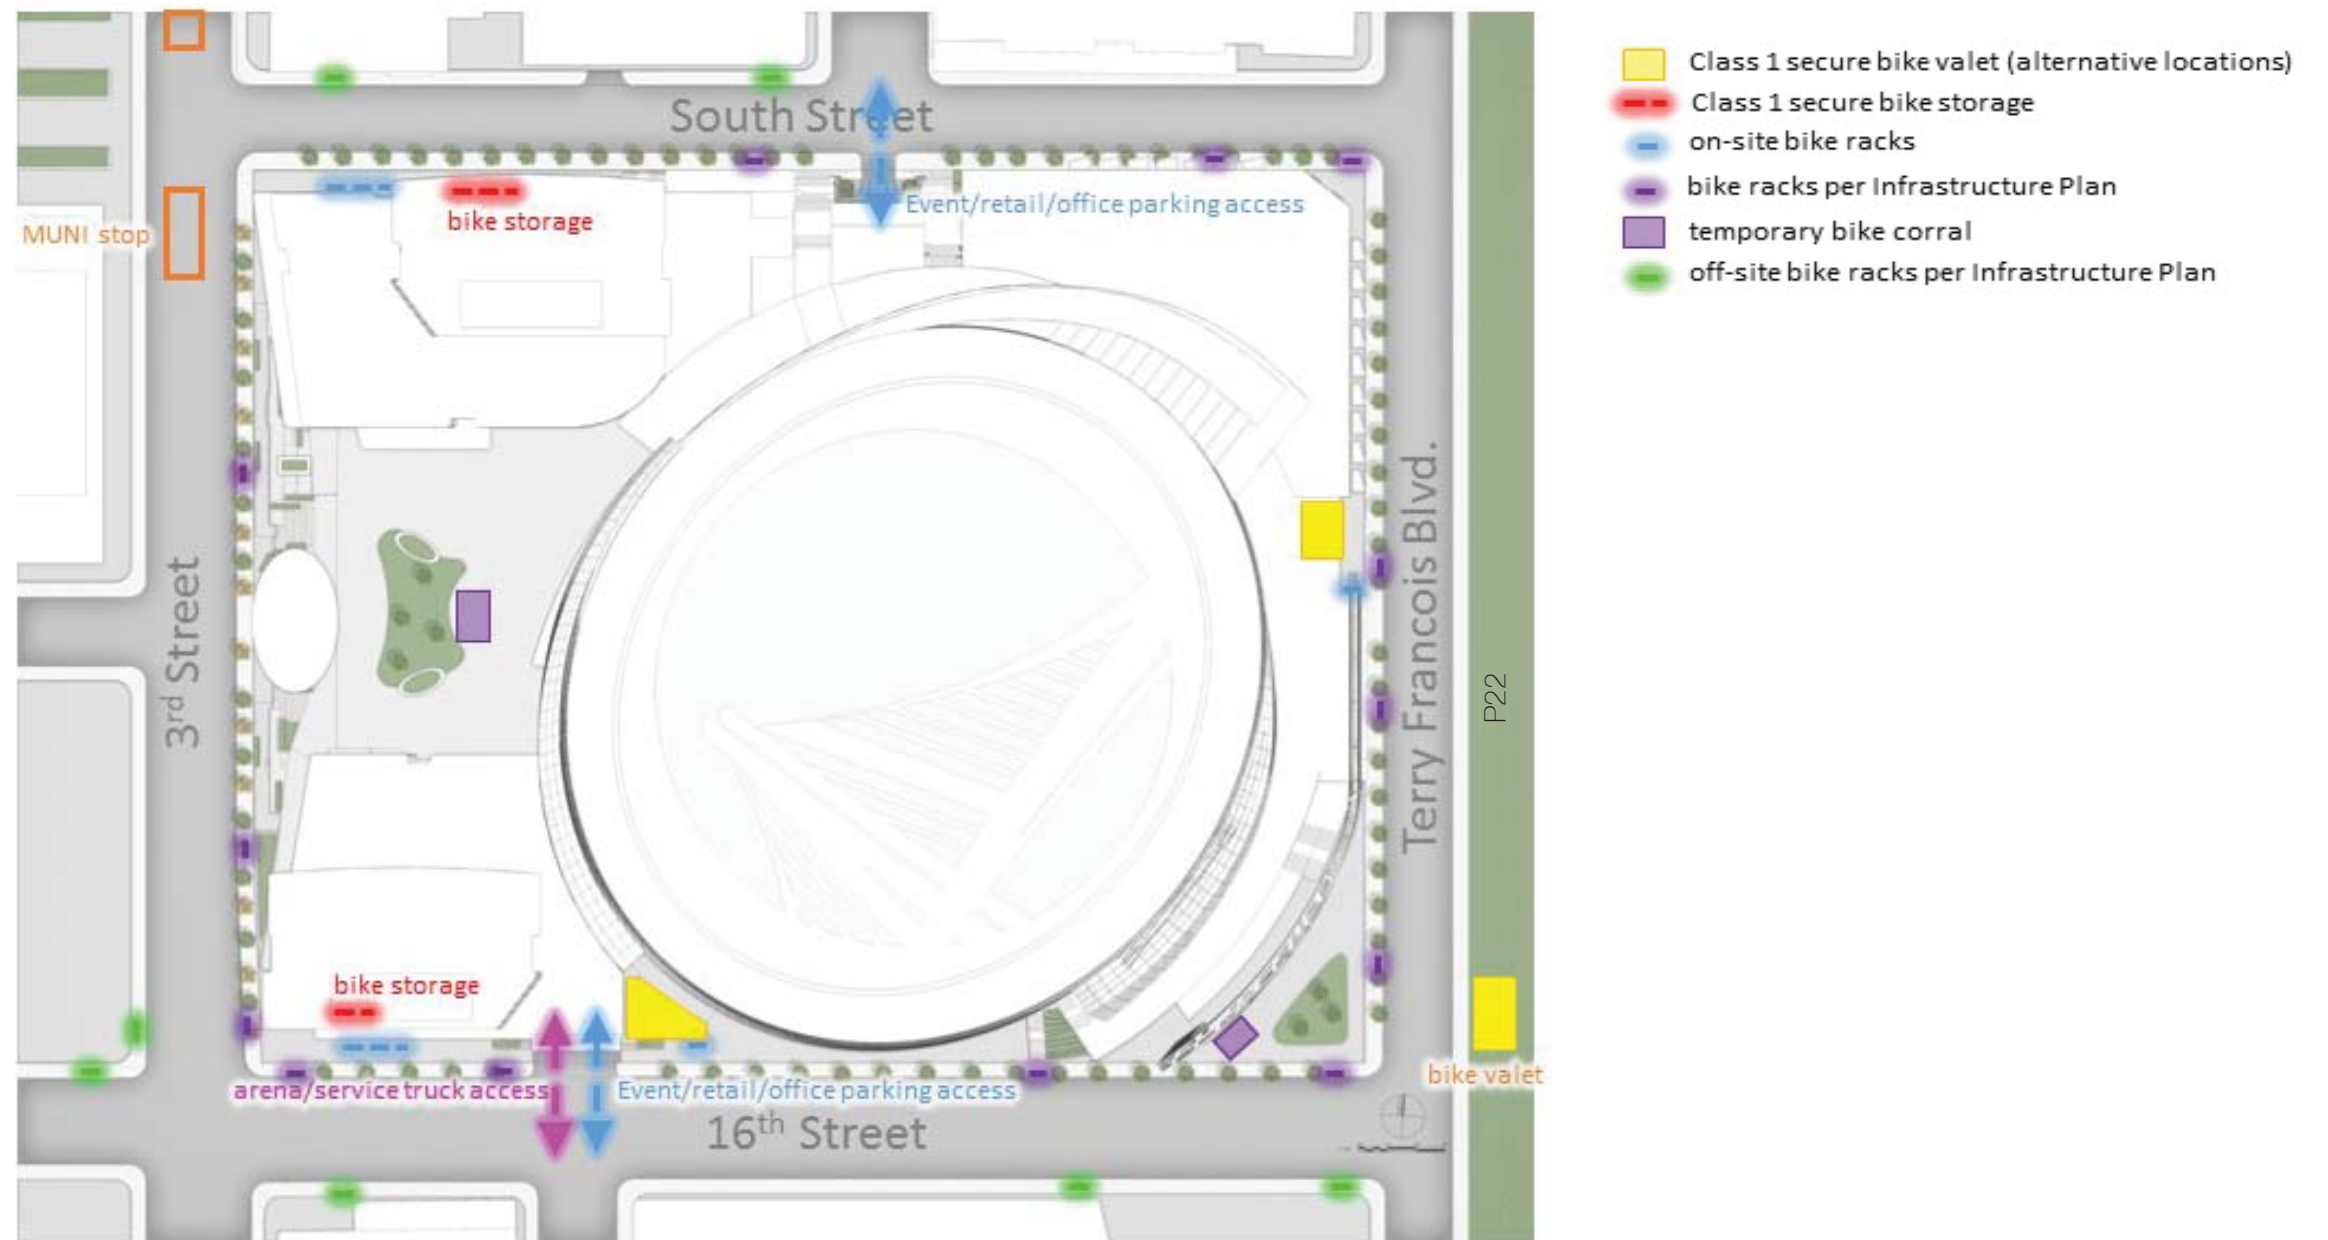 Class 1 secure bike valet (alternative locations)
Class 1 secure bike storage
on-site bike racks
bike racks per Infrastructure Plan
temporary bike corral
off-site bike racks per Infrastructure Plan
South Street
Event/retail/office parking access
bike storage
MUNI stop
3rd Street
Terry Francois Blvd.
P22
bike storage
bike valet
arena/service truck access
Event/retail/office parking access
16th Street